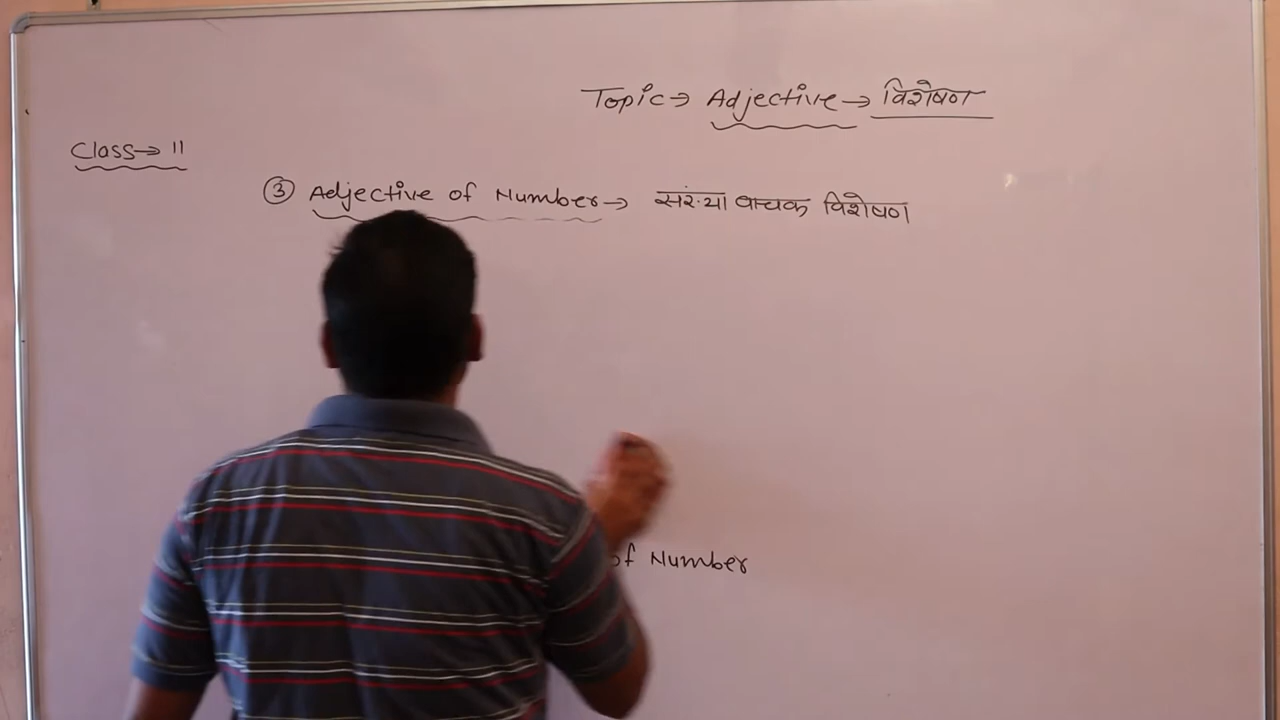 Topic→ Adjective → विशेषण
Class→ 11
③ Adjective of Number→ संख्या वाचक विशेषण
of Number